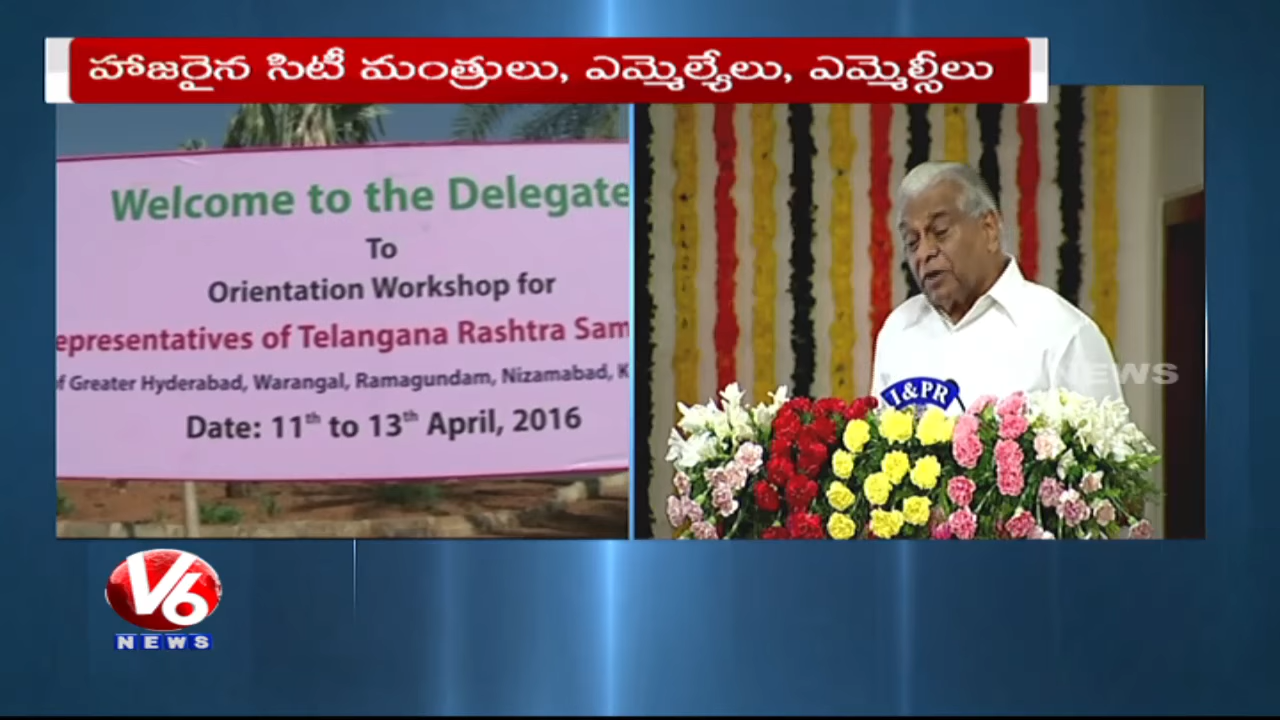 హాజరైన సిటీ మంత్రులు, ఎమ్మెల్యేలు, ఎమ్మెల్సీలు
Welcome to the Delegate
To
Orientation Workshop for
epresentatives of Telangana Rashtra Sam
f Greater Hyderabad, Warangal, Ramagundam, Nizamabad, K
Date: 11th to 13th April, 2016
I&PR
NEWS
V6
NEWS